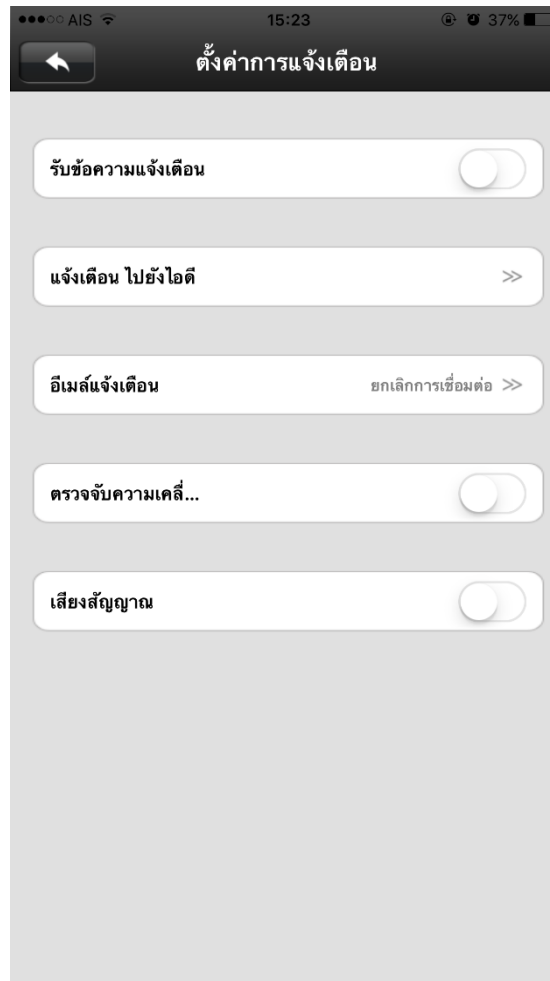 AIS 15:23 37%
ตั้งค่าการแจ้งเตือน
รับข้อความแจ้งเตือน
แจ้งเตือน ไปยังไอดี
อีเมล์แจ้งเตือน ยกเลิกการเชื่อมต่อ
ตรวจจับความเคลื่...
เสียงสัญญาณ